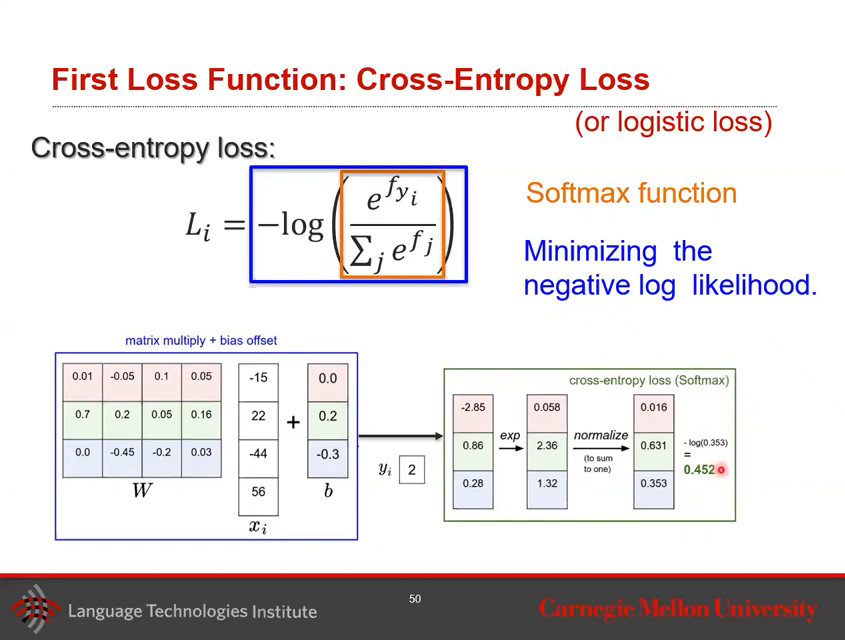 First Loss Function: Cross-Entropy Loss
(or logistic loss)
Cross-entropy loss:
L_i = −log(e^{f_{y_i}} / ∑_j e^{f_j})
Softmax function
Minimizing the
negative log likelihood.
matrix multiply + bias offset
0.01 -0.05 0.1 0.05
0.7 0.2 0.05 0.16
0.0 -0.45 -0.2 0.03
W
-15
22
-44
56
x_i
+
0.0
0.2
-0.3
b
y_i 2
cross-entropy loss (Softmax)
-2.85
0.86
0.28
exp
0.058
2.36
1.32
normalize
(to sum
to one)
0.016
0.631
0.353
- log(0.353)
=
0.452
50
Language Technologies Institute
Carnegie Mellon University